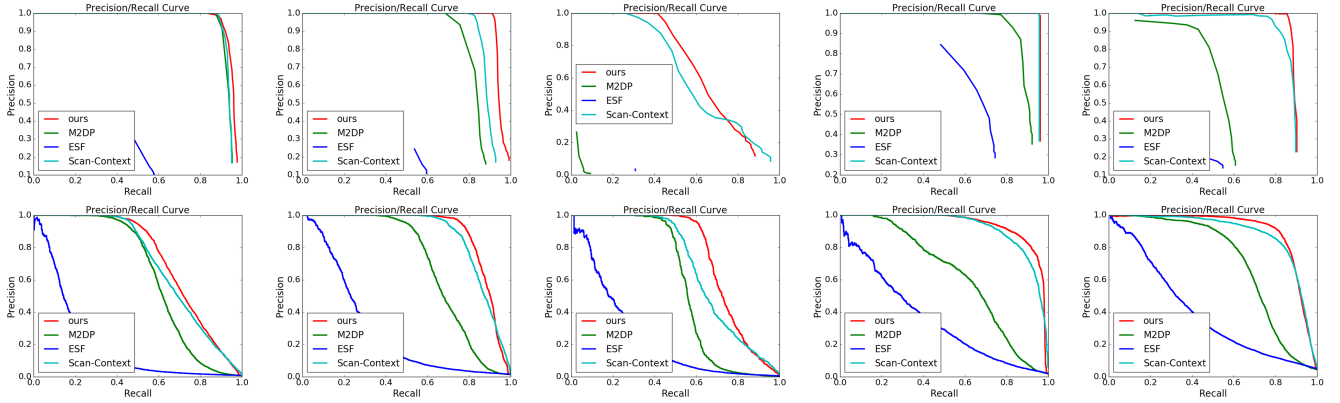 Precision/Recall Curve
1.0
0.9
0.8
0.7
0.6
0.5
0.4
0.3
0.2
0.1
Precision
ours
M2DP
ESF
Scan-Context
0.0 0.2 0.4 0.6 0.8 1.0
Recall
Precision/Recall Curve
1.0
0.9
0.8
0.7
0.6
0.5
0.4
0.3
0.2
0.1
Precision
ours
M2DP
ESF
Scan-Context
0.0 0.2 0.4 0.6 0.8 1.0
Recall
Precision/Recall Curve
1.0
0.8
0.6
0.4
0.2
0.0
Precision
ours
M2DP
ESF
Scan-Context
0.0 0.2 0.4 0.6 0.8 1.0
Recall
Precision/Recall Curve
1.0
0.9
0.8
0.7
0.6
0.5
0.4
0.3
0.2
Precision
ours
M2DP
ESF
Scan-Context
0.0 0.2 0.4 0.6 0.8 1.0
Recall
Precision/Recall Curve
1.0
0.9
0.8
0.7
0.6
0.5
0.4
0.3
0.2
0.1
Precision
ours
M2DP
ESF
Scan-Context
0.0 0.2 0.4 0.6 0.8 1.0
Recall
Precision/Recall Curve
1.0
0.8
0.6
0.4
0.2
0.0
Precision
ours
M2DP
ESF
Scan-Context
0.0 0.2 0.4 0.6 0.8 1.0
Recall
Precision/Recall Curve
1.0
0.8
0.6
0.4
0.2
0.0
Precision
ours
M2DP
ESF
Scan-Context
0.0 0.2 0.4 0.6 0.8 1.0
Recall
Precision/Recall Curve
1.0
0.8
0.6
0.4
0.2
0.0
Precision
ours
M2DP
ESF
Scan-Context
0.0 0.2 0.4 0.6 0.8 1.0
Recall
Precision/Recall Curve
1.0
0.8
0.6
0.4
0.2
0.0
Precision
ours
M2DP
ESF
Scan-Context
0.0 0.2 0.4 0.6 0.8 1.0
Recall
Precision/Recall Curve
1.0
0.8
0.6
0.4
0.2
0.0
Precision
ours
M2DP
ESF
Scan-Context
0.0 0.2 0.4 0.6 0.8 1.0
Recall